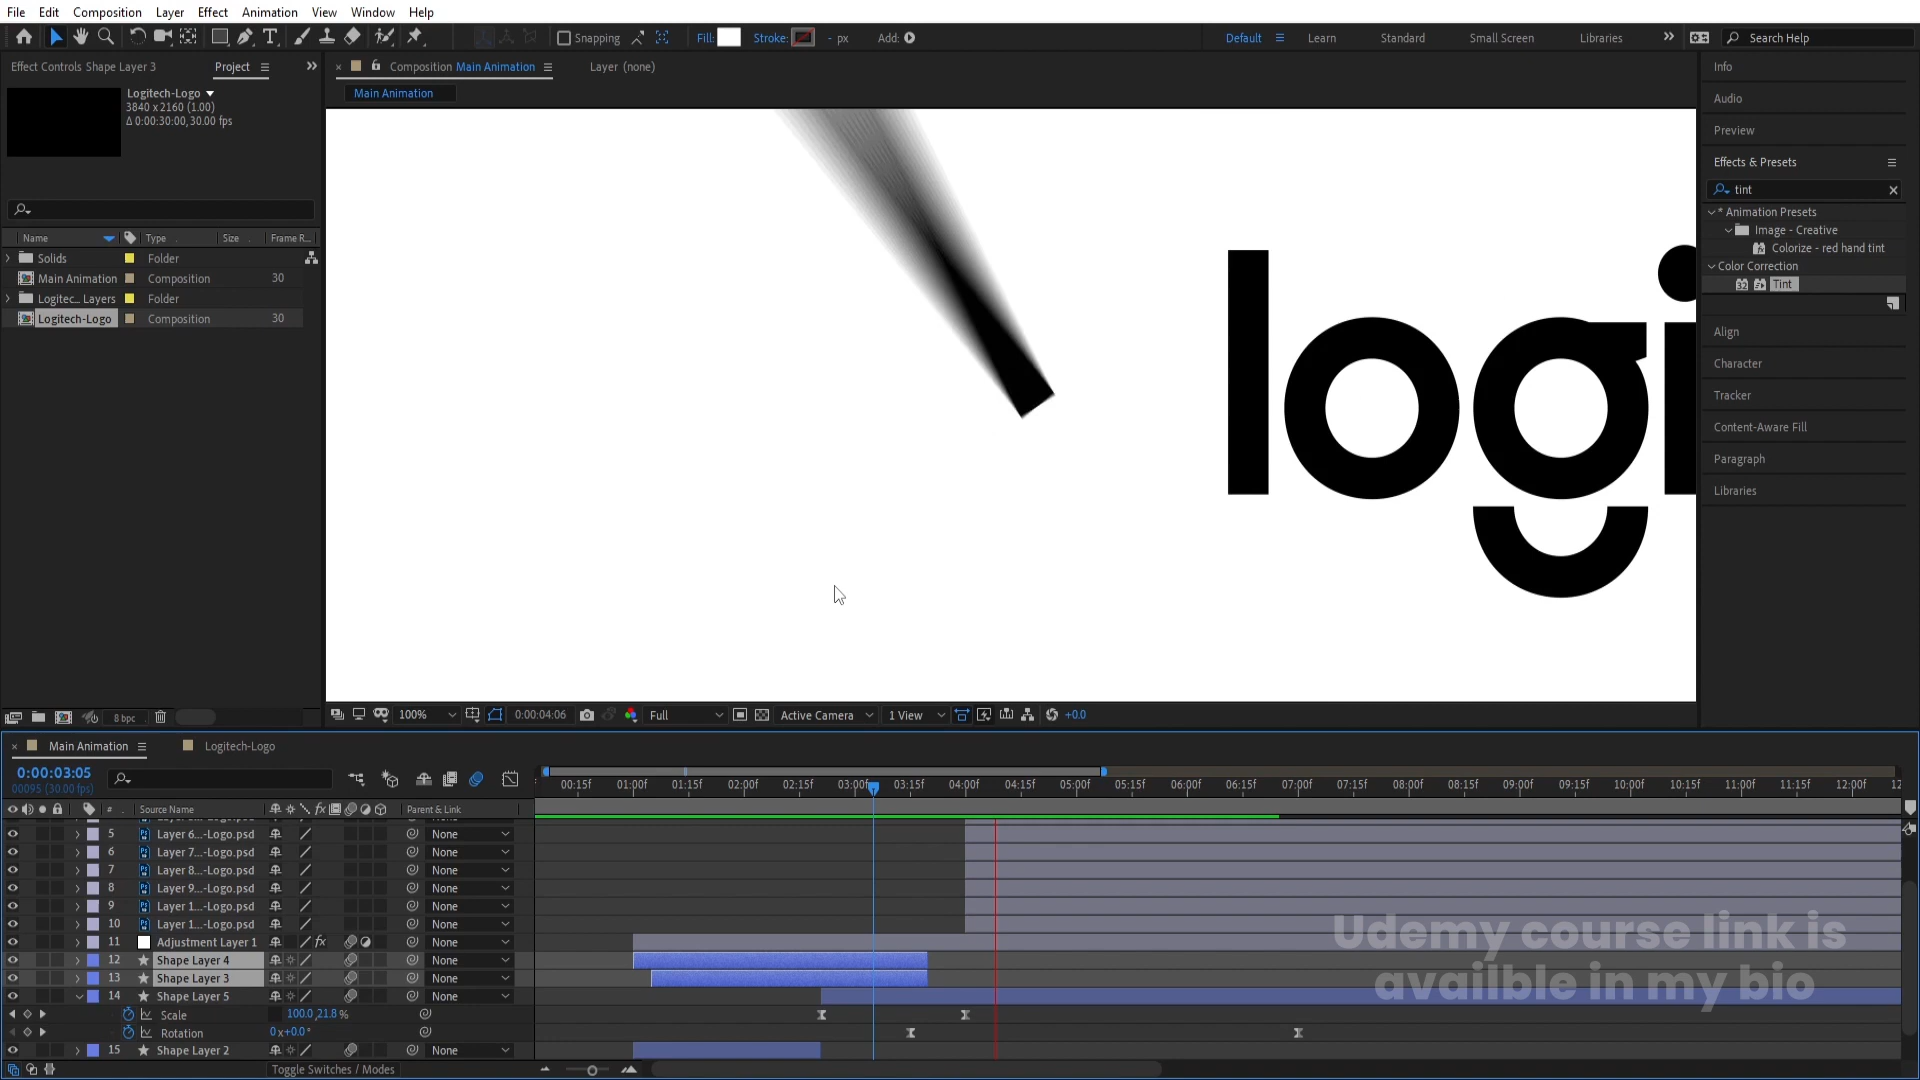 File Edit Composition Layer Effect Animation View Window Help
Snapping Fill: Stroke: - px Add: Default Learn Standard Small Screen Libraries Search Help
Effect Controls Shape Layer 3 Project
Composition Main Animation Layer (none)
Main Animation
Logitech-Logo
3840 x 2160 (1.00)
Δ 0:00:30:00, 30.00 fps
Name Type Size Frame R...
Solids Folder
Main Animation Composition 30
Logitec... Layers Folder
Logitech-Logo Composition 30
8 bpc
logi
Info
Audio
Preview
Effects & Presets
tint
* Animation Presets
Image - Creative
Colorize - red hand tint
Color Correction
32 Tint
Align
Character
Tracker
Content-Aware Fill
Paragraph
Libraries
100% 0:00:04:06 Full Active Camera 1 View +0.0
Main Animation Logitech-Logo
0:00:03:05
00095 (30.00 fps)
00:15f 01:00f 01:15f 02:00f 02:15f 03:00f 03:15f 04:00f 04:15f 05:00f 05:15f 06:00f 06:15f 07:00f 07:15f 08:00f 08:15f 09:00f 09:15f 10:00f 10:15f 11:00f 11:15f 12:00f 12
# Source Name fx Parent & Link
5 Layer 6...-Logo.psd None
6 Layer 7...-Logo.psd None
7 Layer 8...-Logo.psd None
8 Layer 9...-Logo.psd None
9 Layer 1...-Logo.psd None
10 Layer 1...-Logo.psd None
11 Adjustment Layer 1 fx None
12 Shape Layer 4 None
13 Shape Layer 3 None
14 Shape Layer 5 None
Scale 100.0,21.8 %
Rotation 0x+0.0°
15 Shape Layer 2 None
Toggle Switches / Modes
Udemy course link is
availble in my bio